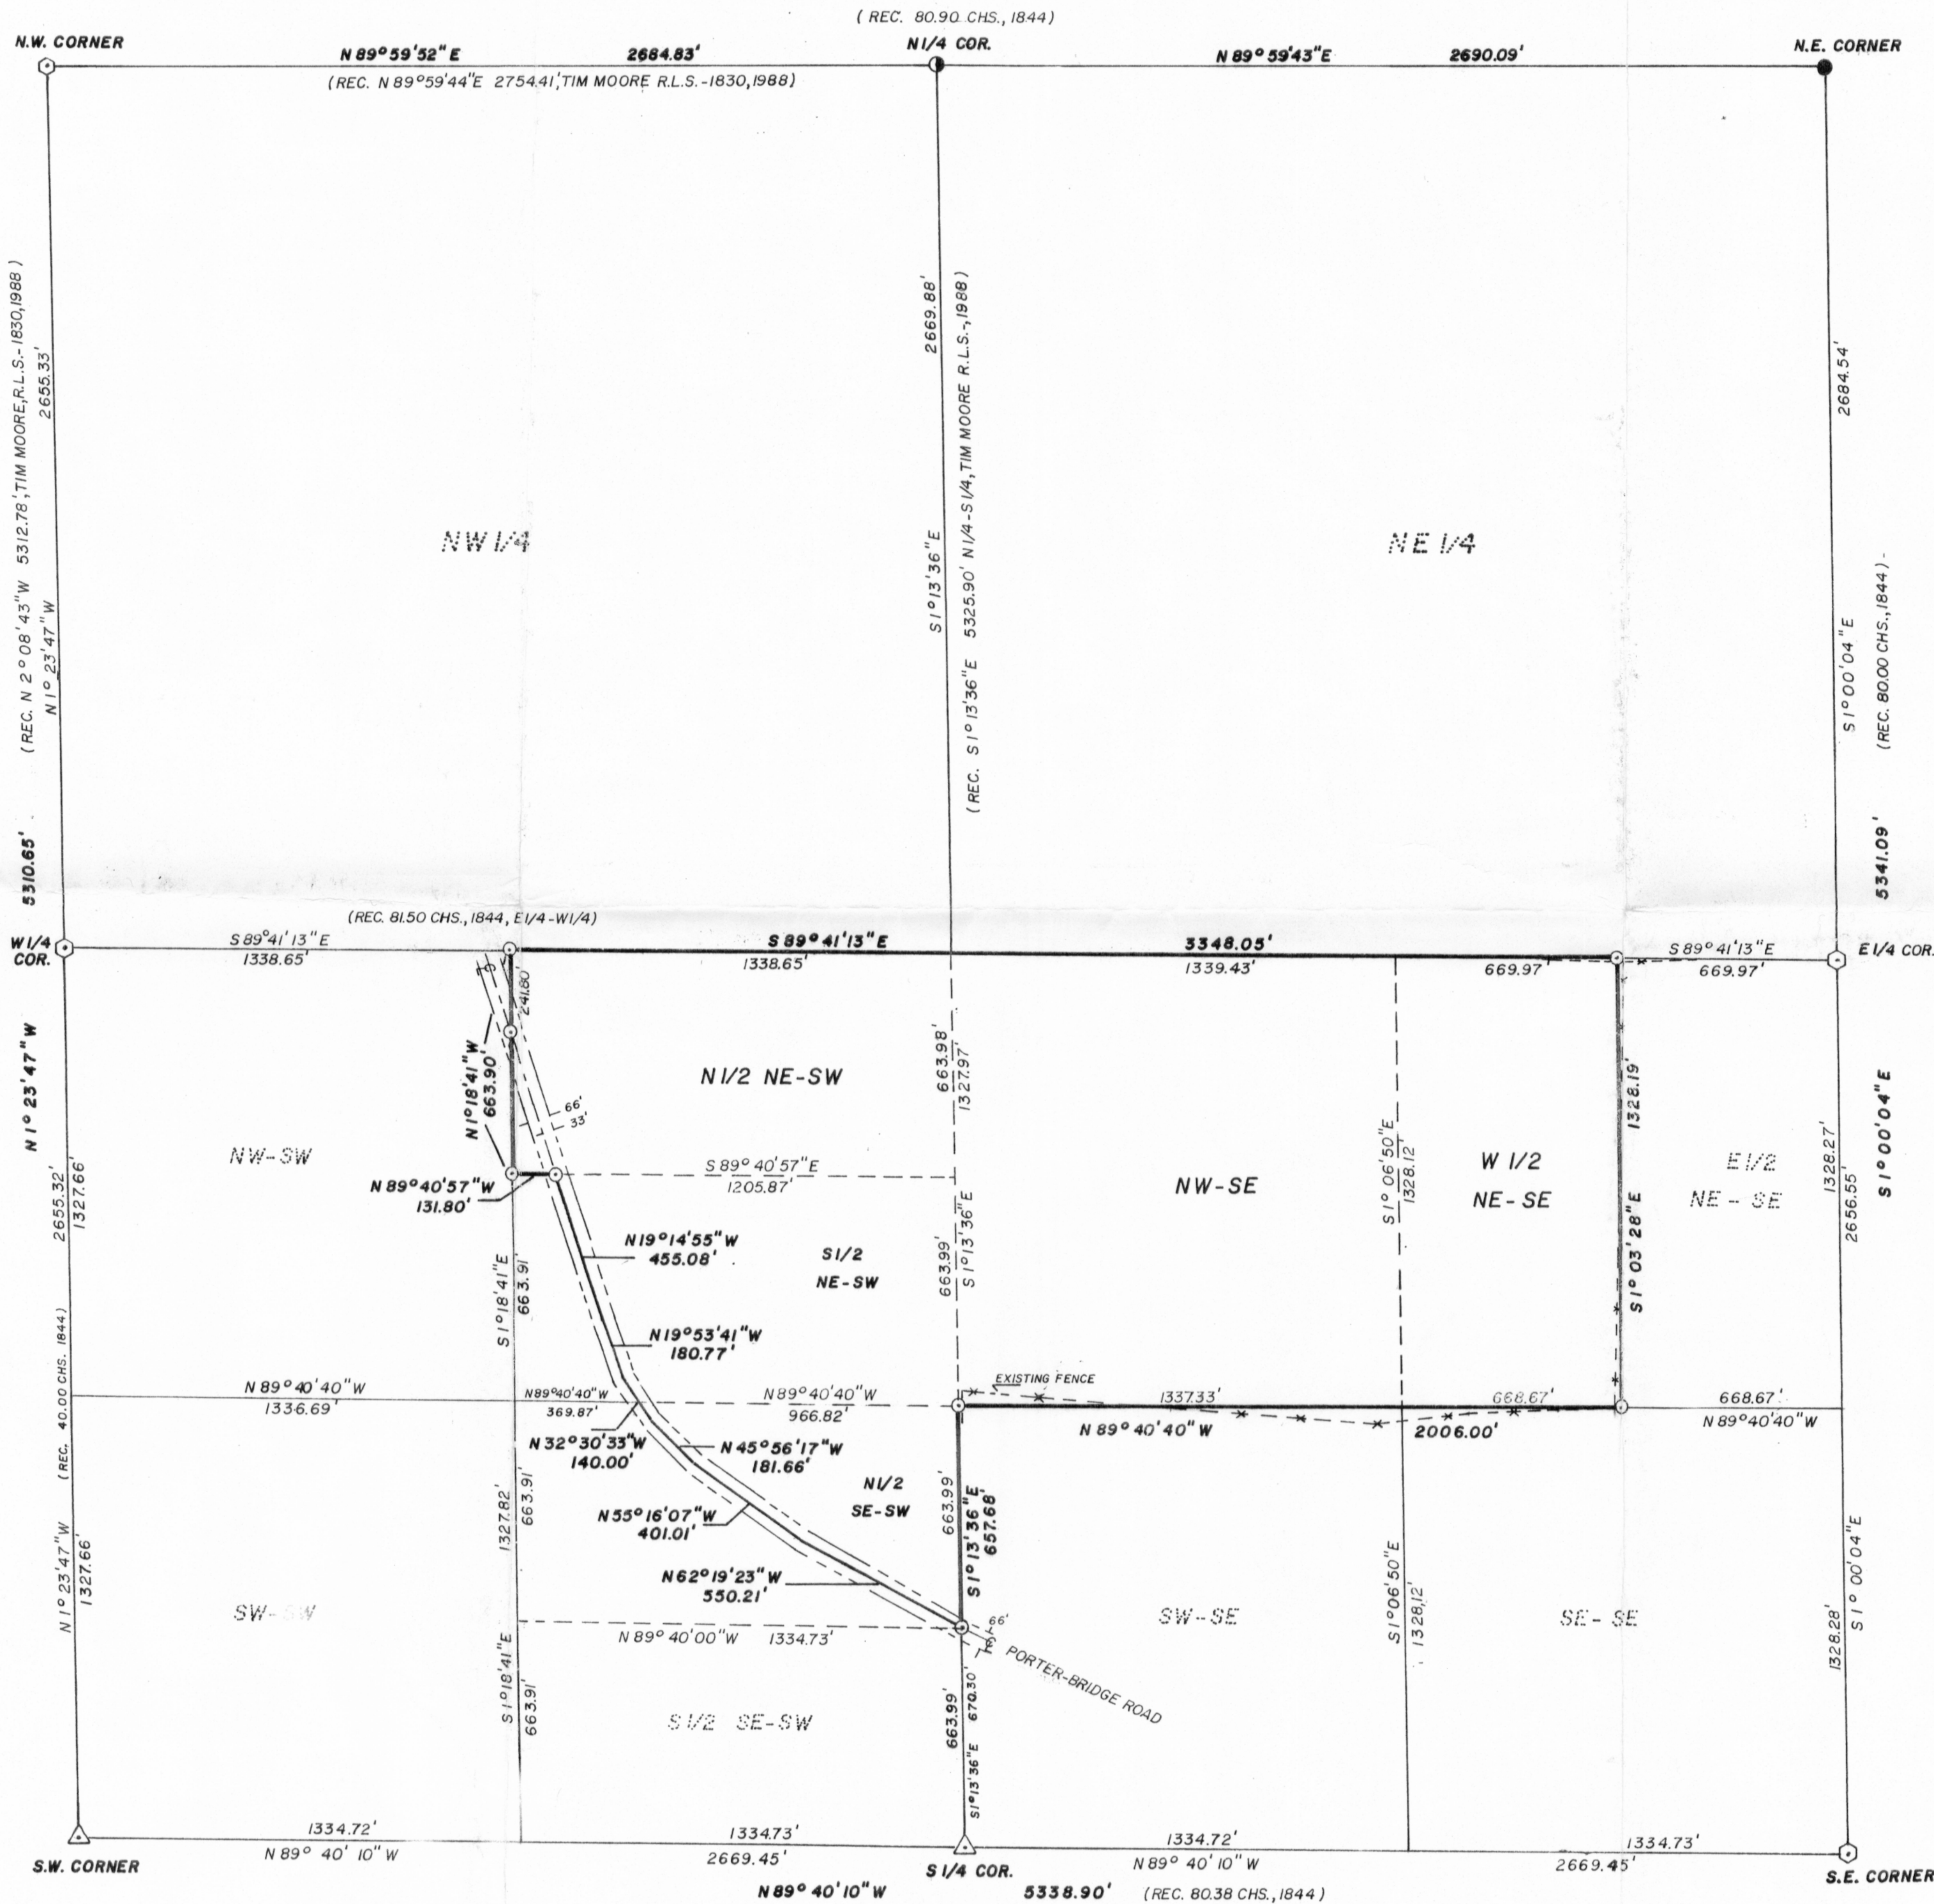 ( REC. 80.90 CHS., 1844)
N.W. CORNER
N 89°59'52" E
2684.83'
N 1/4 COR.
N 89°59'43"E
2690.09'
N.E. CORNER
(REC. N 89°59'44"E 2754.41', TIM MOORE R.L.S.-1830,1988)
(REC. N 2°08'43"W 5312.78', TIM MOORE, R.L.S.-1830,1988 )
2655.33'
N 1°23'47"W
2669.88'
S 1°13'36"E
(REC. S 1°13'36"E 5325.90' N 1/4-S 1/4, TIM MOORE R.L.S.-,1988)
2684.54'
S 1°00'04"E
(REC. 80.00 CHS., 1844)
NW 1/4
NE 1/4
5310.65'
5341.09'
(REC. 81.50 CHS., 1844, E 1/4-W 1/4)
W 1/4
COR.
S 89°41'13"E
1338.65'
S 89°41'13"E
1338.65'
3348.05'
1339.43'
669.97'
S 89°41'13"E
669.97'
E 1/4 COR.
241.80'
N 1°23'47"W
N 1°18'41"W
663.90'
66'
33'
N 1/2 NE-SW
663.98'
1327.97'
1328.19'
S 1°00'04"E
NW-SW
S 1°06'50"E
1328.12'
W 1/2
NE-SE
E 1/2
NE-SE
1328.27'
2656.55'
S 89°40'57"E
1205.87'
N 89°40'57"W
131.80'
NW-SE
2655.32'
1327.66'
S 1°13'36"E
663.99'
S 1°03'28"E
N 19°14'55"W
455.08'
S 1/2
NE-SW
S 1°18'41"E
663.91'
N 19°53'41"W
180.77'
(REC. 40.00 CHS. 1844)
N 89°40'40"W
1336.69'
N 89°40'40"W
369.87'
N 89°40'40"W
966.82'
EXISTING FENCE
1337.33'
N 89°40'40"W
668.67'
2006.00'
668.67'
N 89°40'40"W
N 32°30'33"W
140.00'
N 45°56'17"W
181.66'
N 1/2
SE-SW
N 55°16'07"W
401.01'
1327.82'
663.91'
663.99'
S 1°13'36"E
657.68'
N 1°23'47"W
1327.66'
N 62°19'23"W
550.21'
S 1°06'50"E
1328.12'
S 1°00'04"E
1328.28'
SW-SW
SW-SE
SE-SE
N 89°40'00"W 1334.73'
66'
PORTER-BRIDGE ROAD
S 1°18'41"E
663.91'
S 1/2 SE-SW
663.99'
670.30'
S 1°13'36"E
1334.72'
N 89° 40' 10" W
1334.73'
2669.45'
1334.72'
N 89° 40' 10" W
1334.73'
2669.45'
S.W. CORNER
S 1/4 COR.
S.E. CORNER
N 89° 40' 10" W
5338.90'
(REC. 80.38 CHS., 1844 )